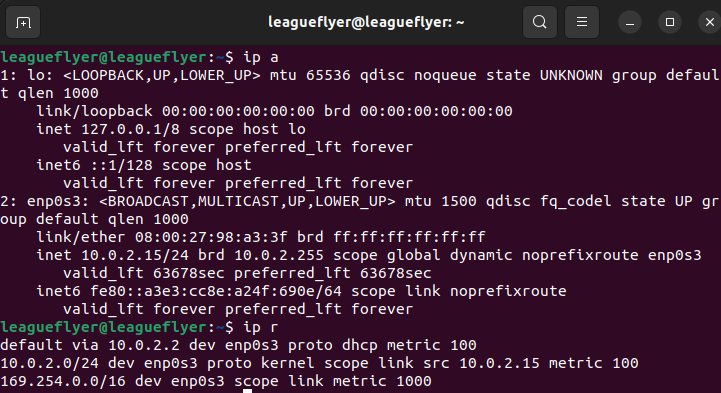 leagueflyer@leagueflyer: ~
leagueflyer@leagueflyer:~$ ip a
1: lo: <LOOPBACK,UP,LOWER_UP> mtu 65536 qdisc noqueue state UNKNOWN group defaul
t qlen 1000
    link/loopback 00:00:00:00:00:00 brd 00:00:00:00:00:00
    inet 127.0.0.1/8 scope host lo
       valid_lft forever preferred_lft forever
    inet6 ::1/128 scope host
       valid_lft forever preferred_lft forever
2: enp0s3: <BROADCAST,MULTICAST,UP,LOWER_UP> mtu 1500 qdisc fq_codel state UP gr
oup default qlen 1000
    link/ether 08:00:27:98:a3:3f brd ff:ff:ff:ff:ff:ff
    inet 10.0.2.15/24 brd 10.0.2.255 scope global dynamic noprefixroute enp0s3
       valid_lft 63678sec preferred_lft 63678sec
    inet6 fe80::a3e3:cc8e:a24f:690e/64 scope link noprefixroute
       valid_lft forever preferred_lft forever
leagueflyer@leagueflyer:~$ ip r
default via 10.0.2.2 dev enp0s3 proto dhcp metric 100
10.0.2.0/24 dev enp0s3 proto kernel scope link src 10.0.2.15 metric 100
169.254.0.0/16 dev enp0s3 scope link metric 1000